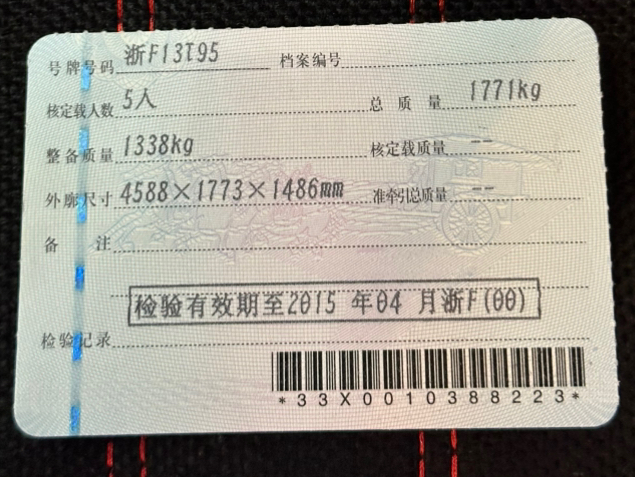 号牌号码 浙F13T95 档案编号
核定载人数 5人 总质量 1771kg
整备质量 1338kg 核定载质量 --
外廓尺寸 4588×1773×1486mm 准牵引总质量 --
备注
检验有效期至2015 年04 月浙F(00)
检验记录
*33X0010388223*